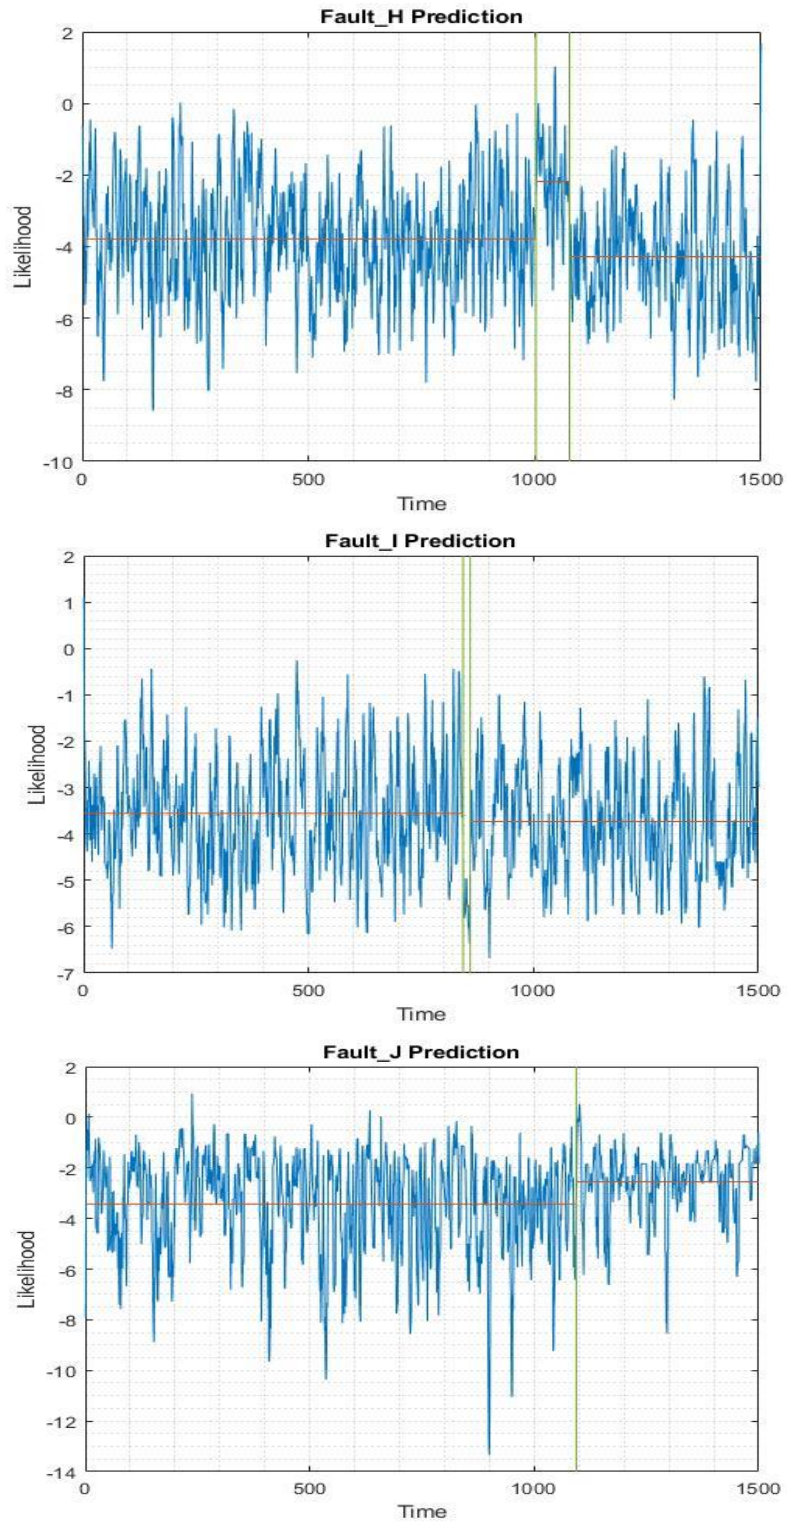 Fault_H Prediction
2
0
-2
-4
-6
-8
-10
Likelihood
0 500 1000 1500
Time
Fault_I Prediction
2
1
0
-1
-2
-3
-4
-5
-6
-7
Likelihood
0 500 1000 1500
Time
Fault_J Prediction
2
0
-2
-4
-6
-8
-10
-12
-14
Likelihood
0 500 1000 1500
Time